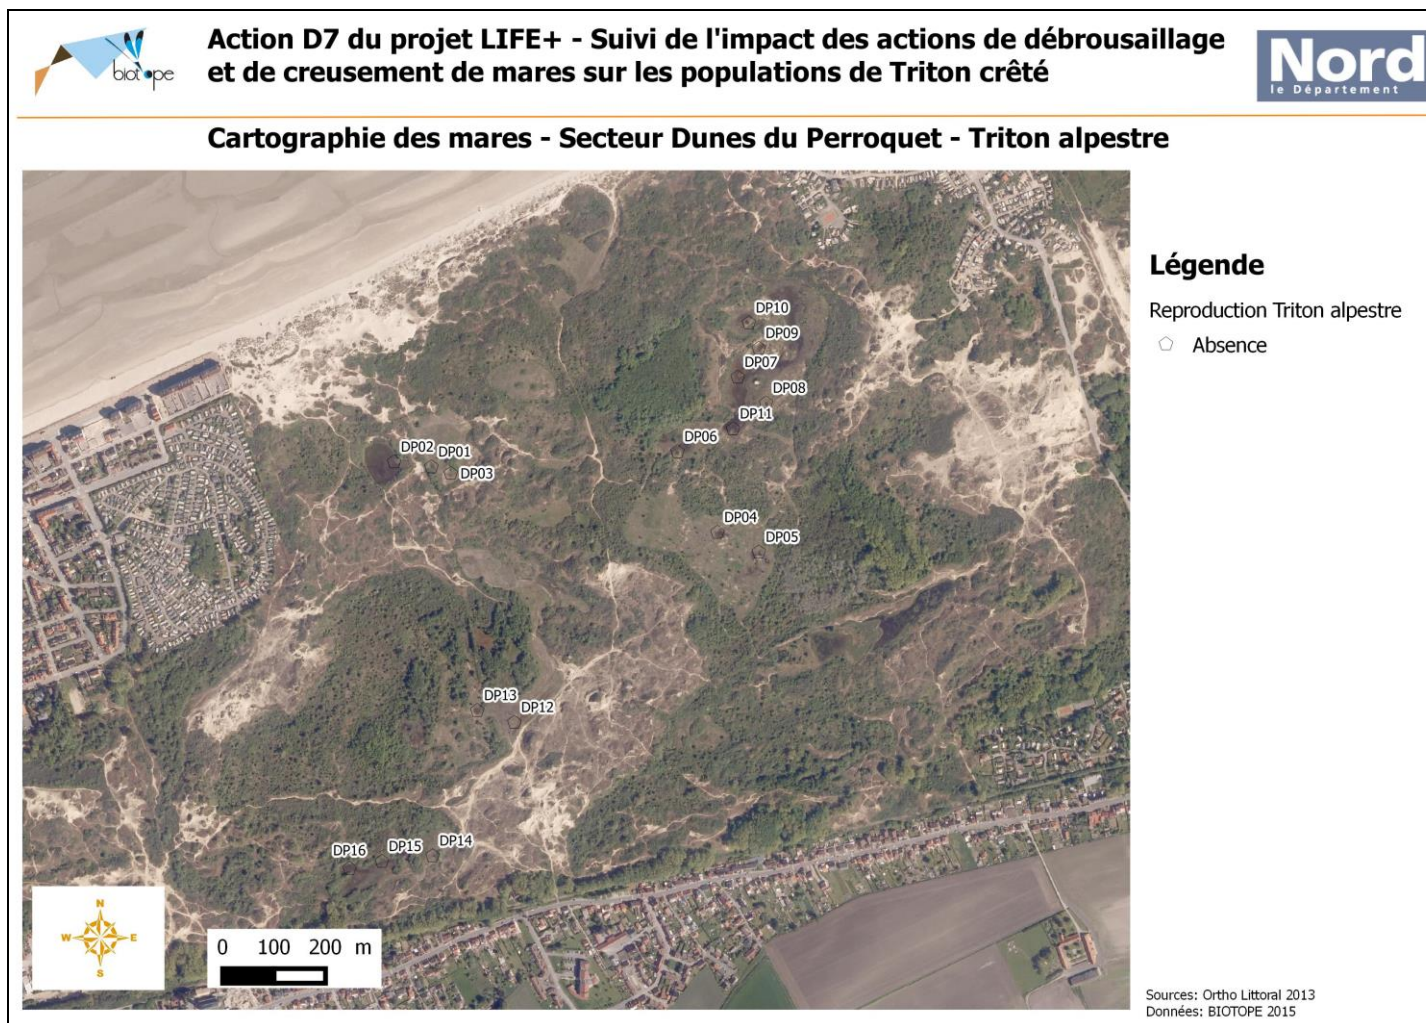 biotope
Action D7 du projet LIFE+ - Suivi de l'impact des actions de débrousaillage
et de creusement de mares sur les populations de Triton crêté
Nord
le Département
Cartographie des mares - Secteur Dunes du Perroquet - Triton alpestre
DP10
DP09
DP07
DP08
DP11
DP06
DP02
DP01
DP03
DP04
DP05
DP13
DP12
DP16
DP15
DP14
N
W
E
S
0 100 200 m
Légende
Reproduction Triton alpestre
Absence
Sources: Ortho Littoral 2013
Données: BIOTOPE 2015